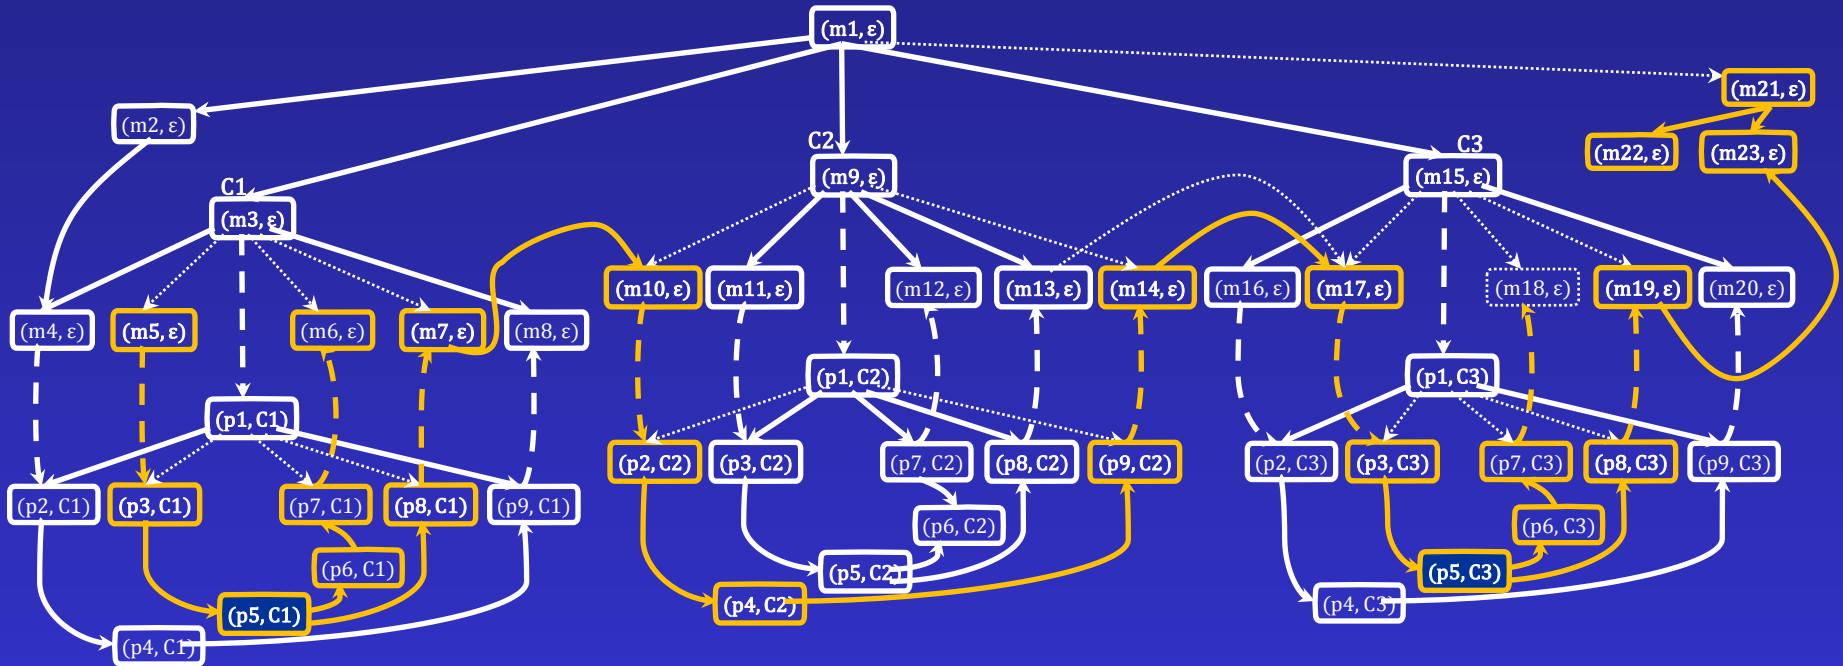 (m1, ε)
(m21, ε)
(m2, ε)
C2
C3
(m22, ε)
(m23, ε)
(m9, ε)
(m15, ε)
C1
(m3, ε)
(m10, ε)
(m11, ε)
(m12, ε)
(m13, ε)
(m14, ε)
(m16, ε)
(m17, ε)
(m18, ε)
(m19, ε)
(m20, ε)
(m4, ε)
(m5, ε)
(m6, ε)
(m7, ε)
(m8, ε)
(p1, C2)
(p1, C3)
(p1, C1)
(p2, C2)
(p3, C2)
(p7, C2)
(p8, C2)
(p9, C2)
(p2, C3)
(p3, C3)
(p7, C3)
(p8, C3)
(p9, C3)
(p2, C1)
(p3, C1)
(p7, C1)
(p8, C1)
(p9, C1)
(p6, C2)
(p6, C3)
(p6, C1)
(p5, C2)
(p5, C3)
(p5, C1)
(p4, C2)
(p4, C3)
(p4, C1)